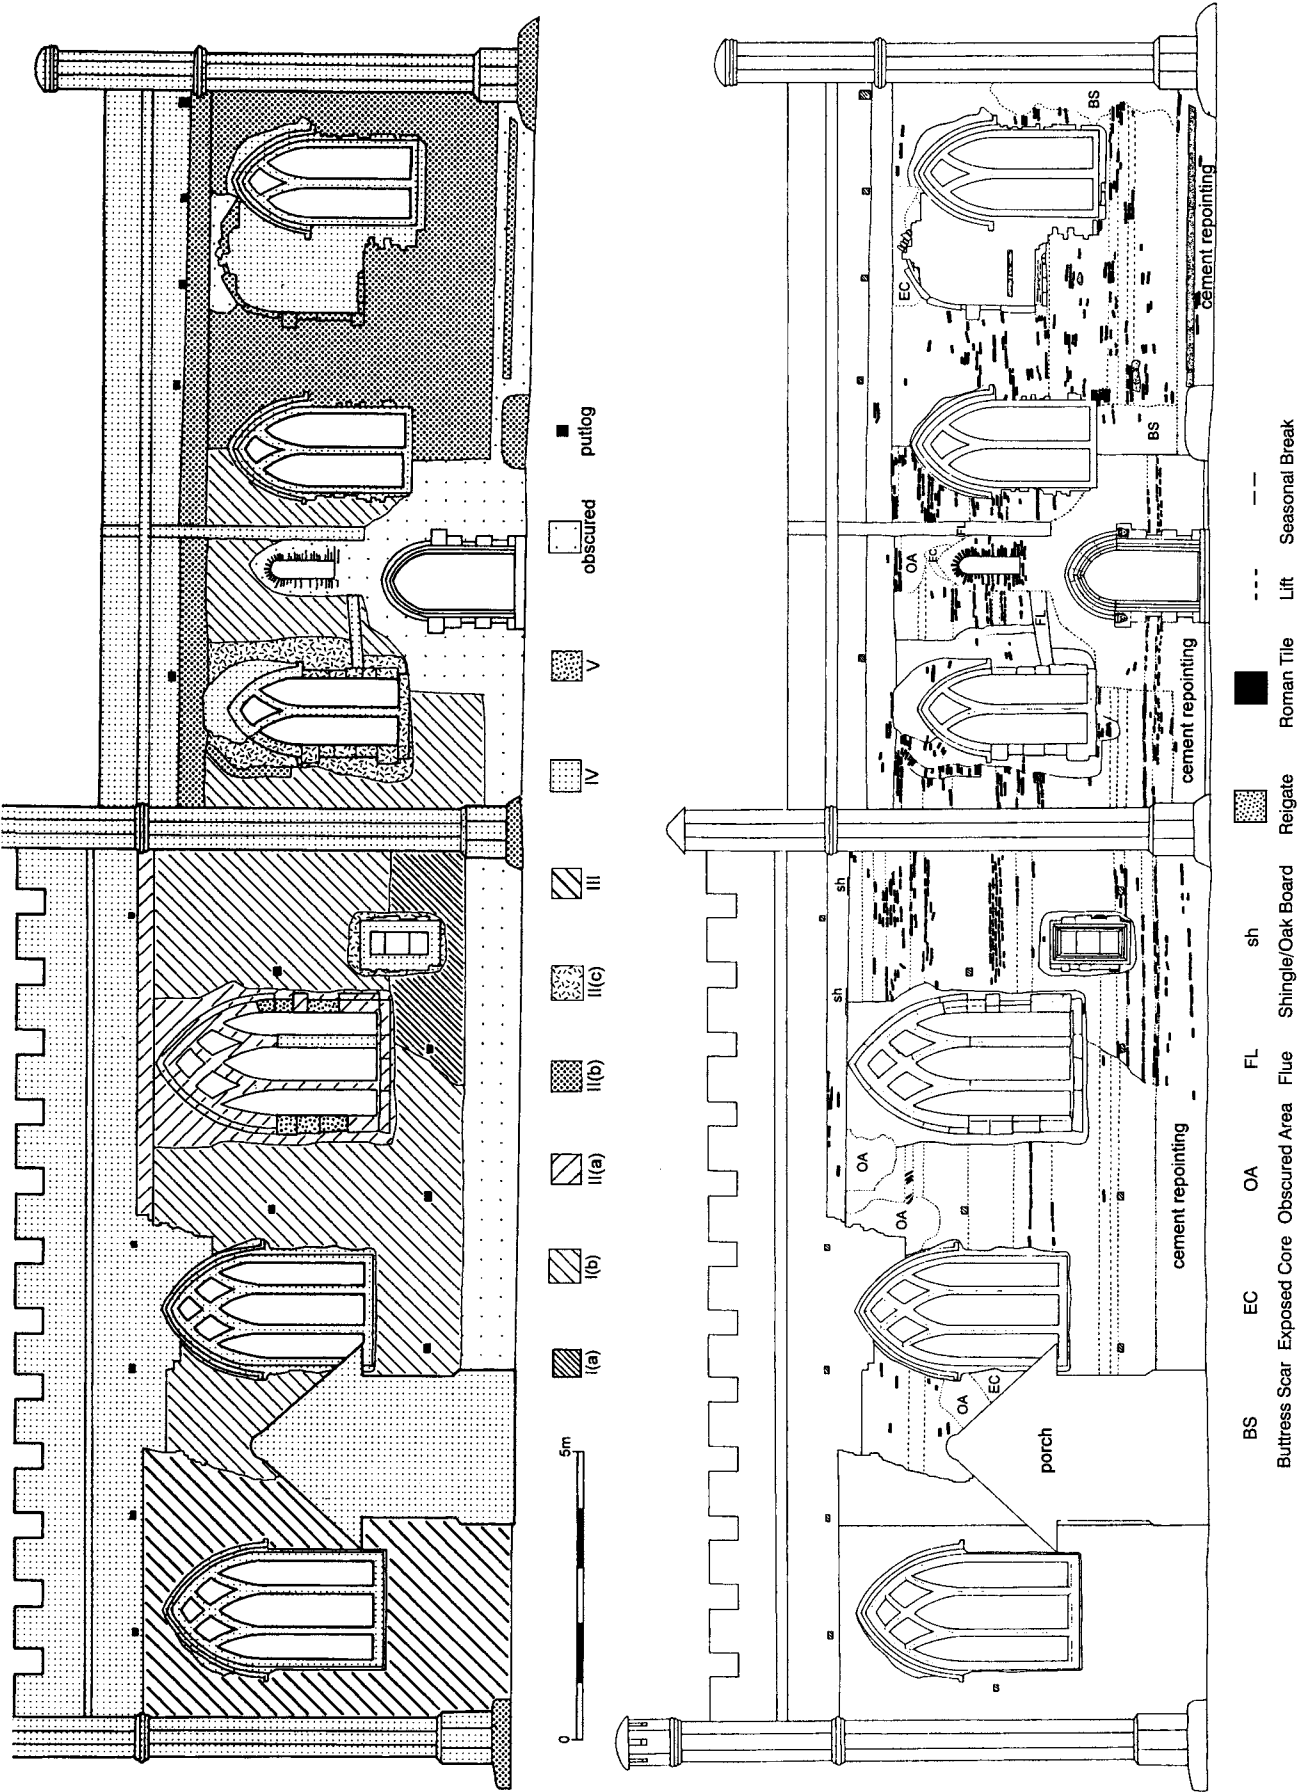 0 5m
I(a) I(b) II(a) II(b) II(c) III IV V obscured putlog
porch
OA
EC
OA
OA
sh
sh
cement repointing
cement repointing
FL
OA
EC
FL
BS
EC
BS
cement repointing
BS EC OA FL sh
Buttress Scar Exposed Core Obscured Area Flue Shingle/Oak Board Reigate Roman Tile Lift Seasonal Break